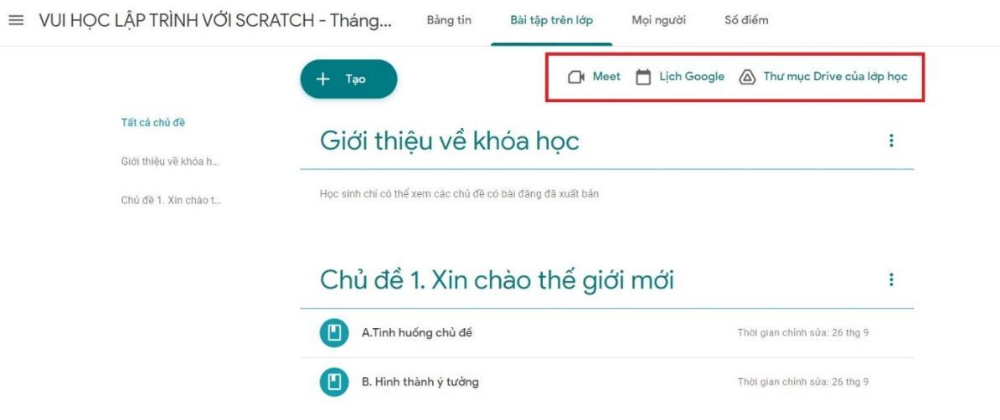 VUI HỌC LẬP TRÌNH VỚI SCRATCH - Tháng... Bảng tin Bài tập trên lớp Mọi người Số điểm
Tạo Meet Lịch Google Thư mục Drive của lớp học
Tất cả chủ đề
Giới thiệu về khóa h...
Chủ đề 1. Xin chào t...
Giới thiệu về khóa học
Học sinh chỉ có thể xem các chủ đề có bài đăng đã xuất bản
Chủ đề 1. Xin chào thế giới mới
A.Tình huống chủ đề Thời gian chỉnh sửa: 26 thg 9
B. Hình thành ý tưởng Thời gian chỉnh sửa: 26 thg 9